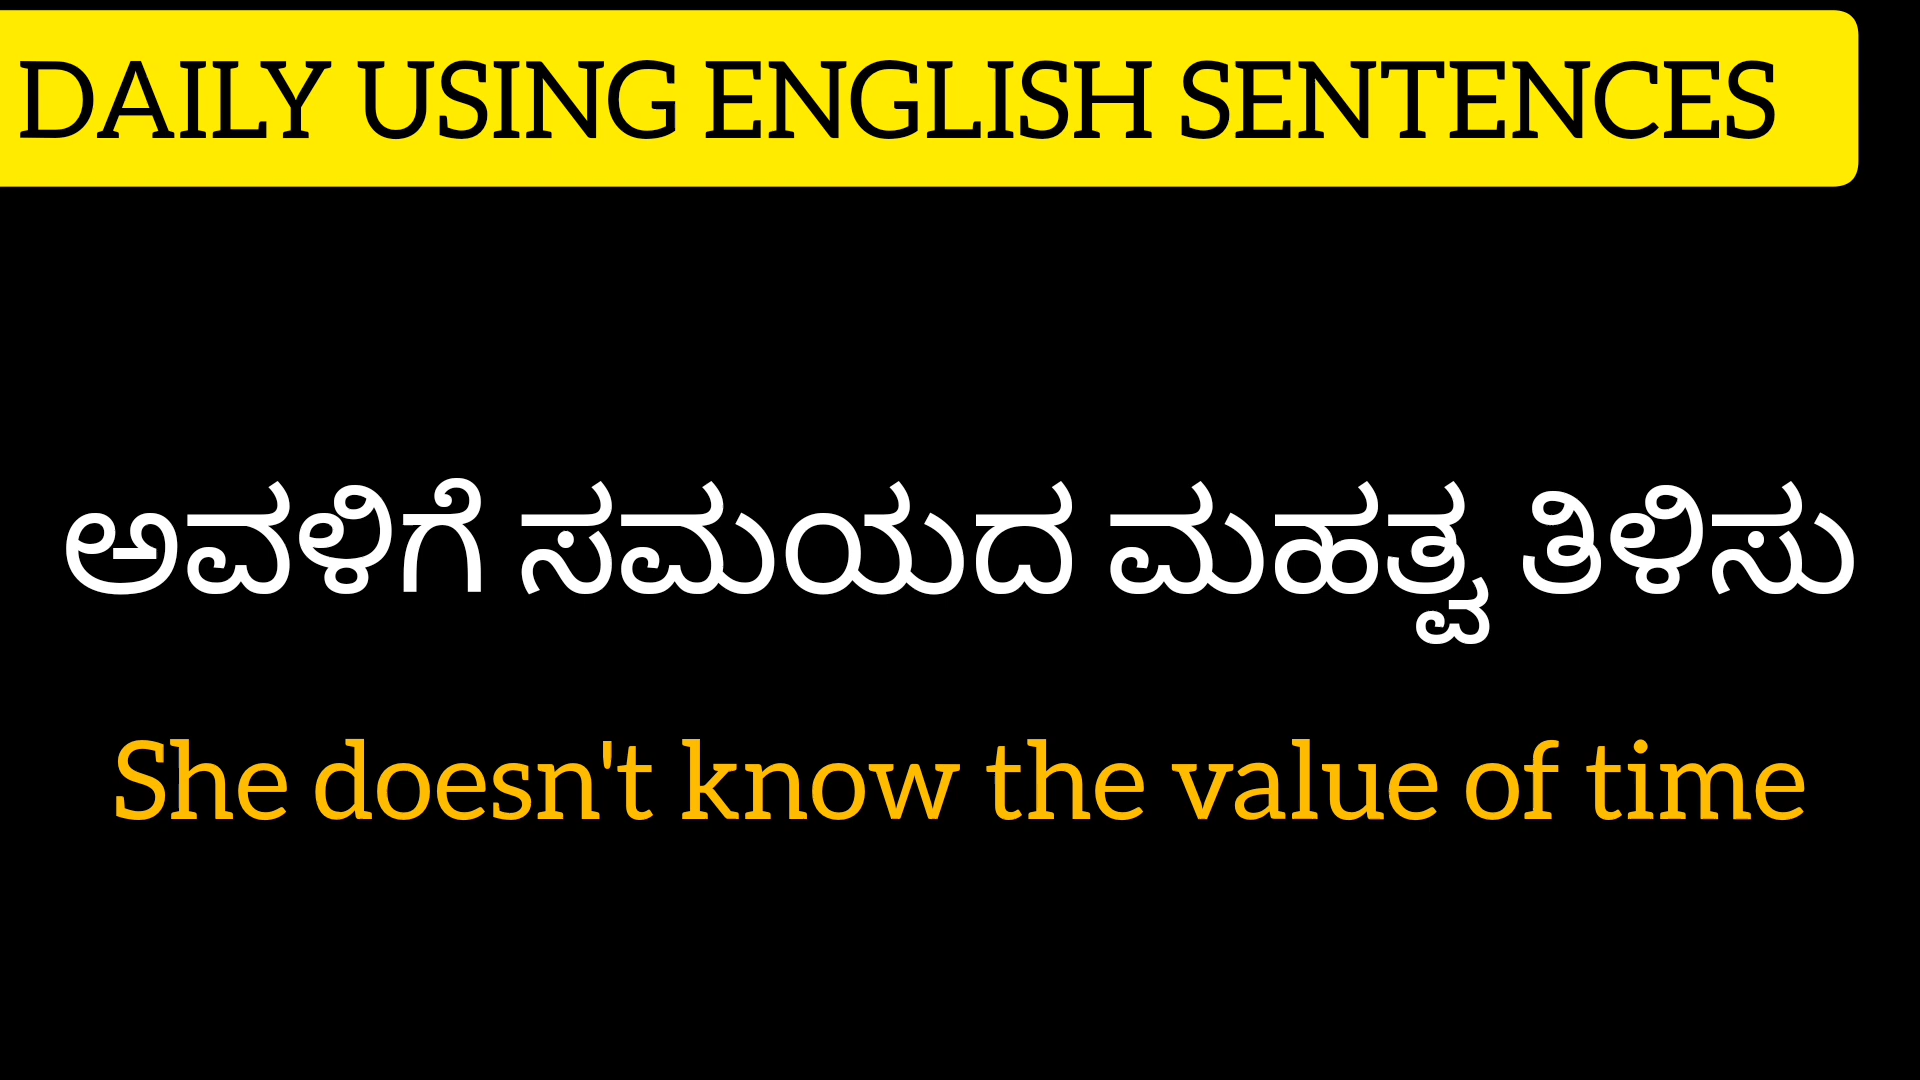 DAILY USING ENGLISH SENTENCES
ಅವಳಿಗೆ ಸಮಯದ ಮಹತ್ವ ತಿಳಿಸು
She doesn't know the value of time